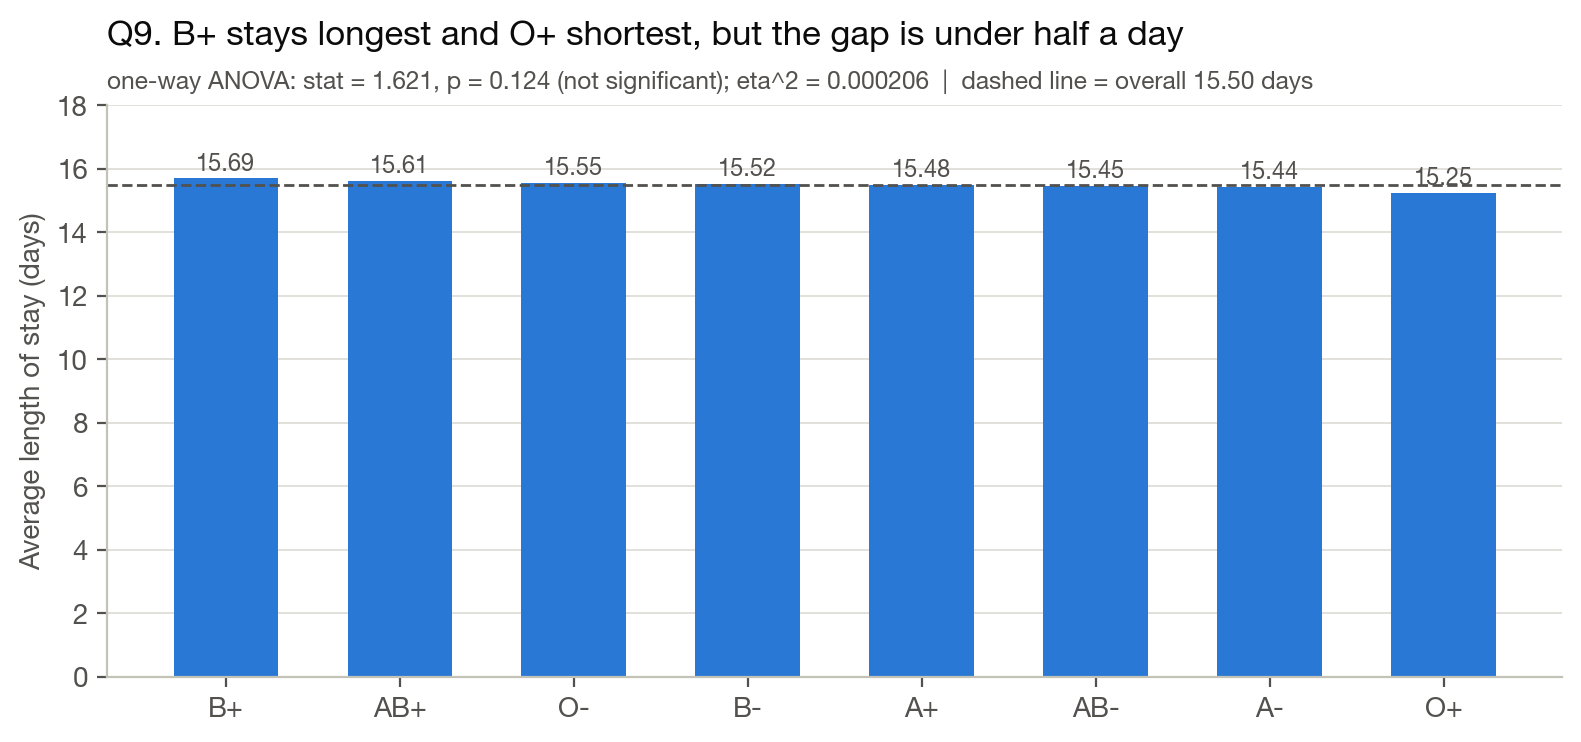 Q9. B+ stays longest and O+ shortest, but the gap is under half a day
one-way ANOVA: stat = 1.621, p = 0.124 (not significant); eta^2 = 0.000206 | dashed line = overall 15.50 days
Average length of stay (days)
18
16
14
12
10
8
6
4
2
0
15.69
15.61
15.55
15.52
15.48
15.45
15.44
15.25
B+
AB+
O-
B-
A+
AB-
A-
O+